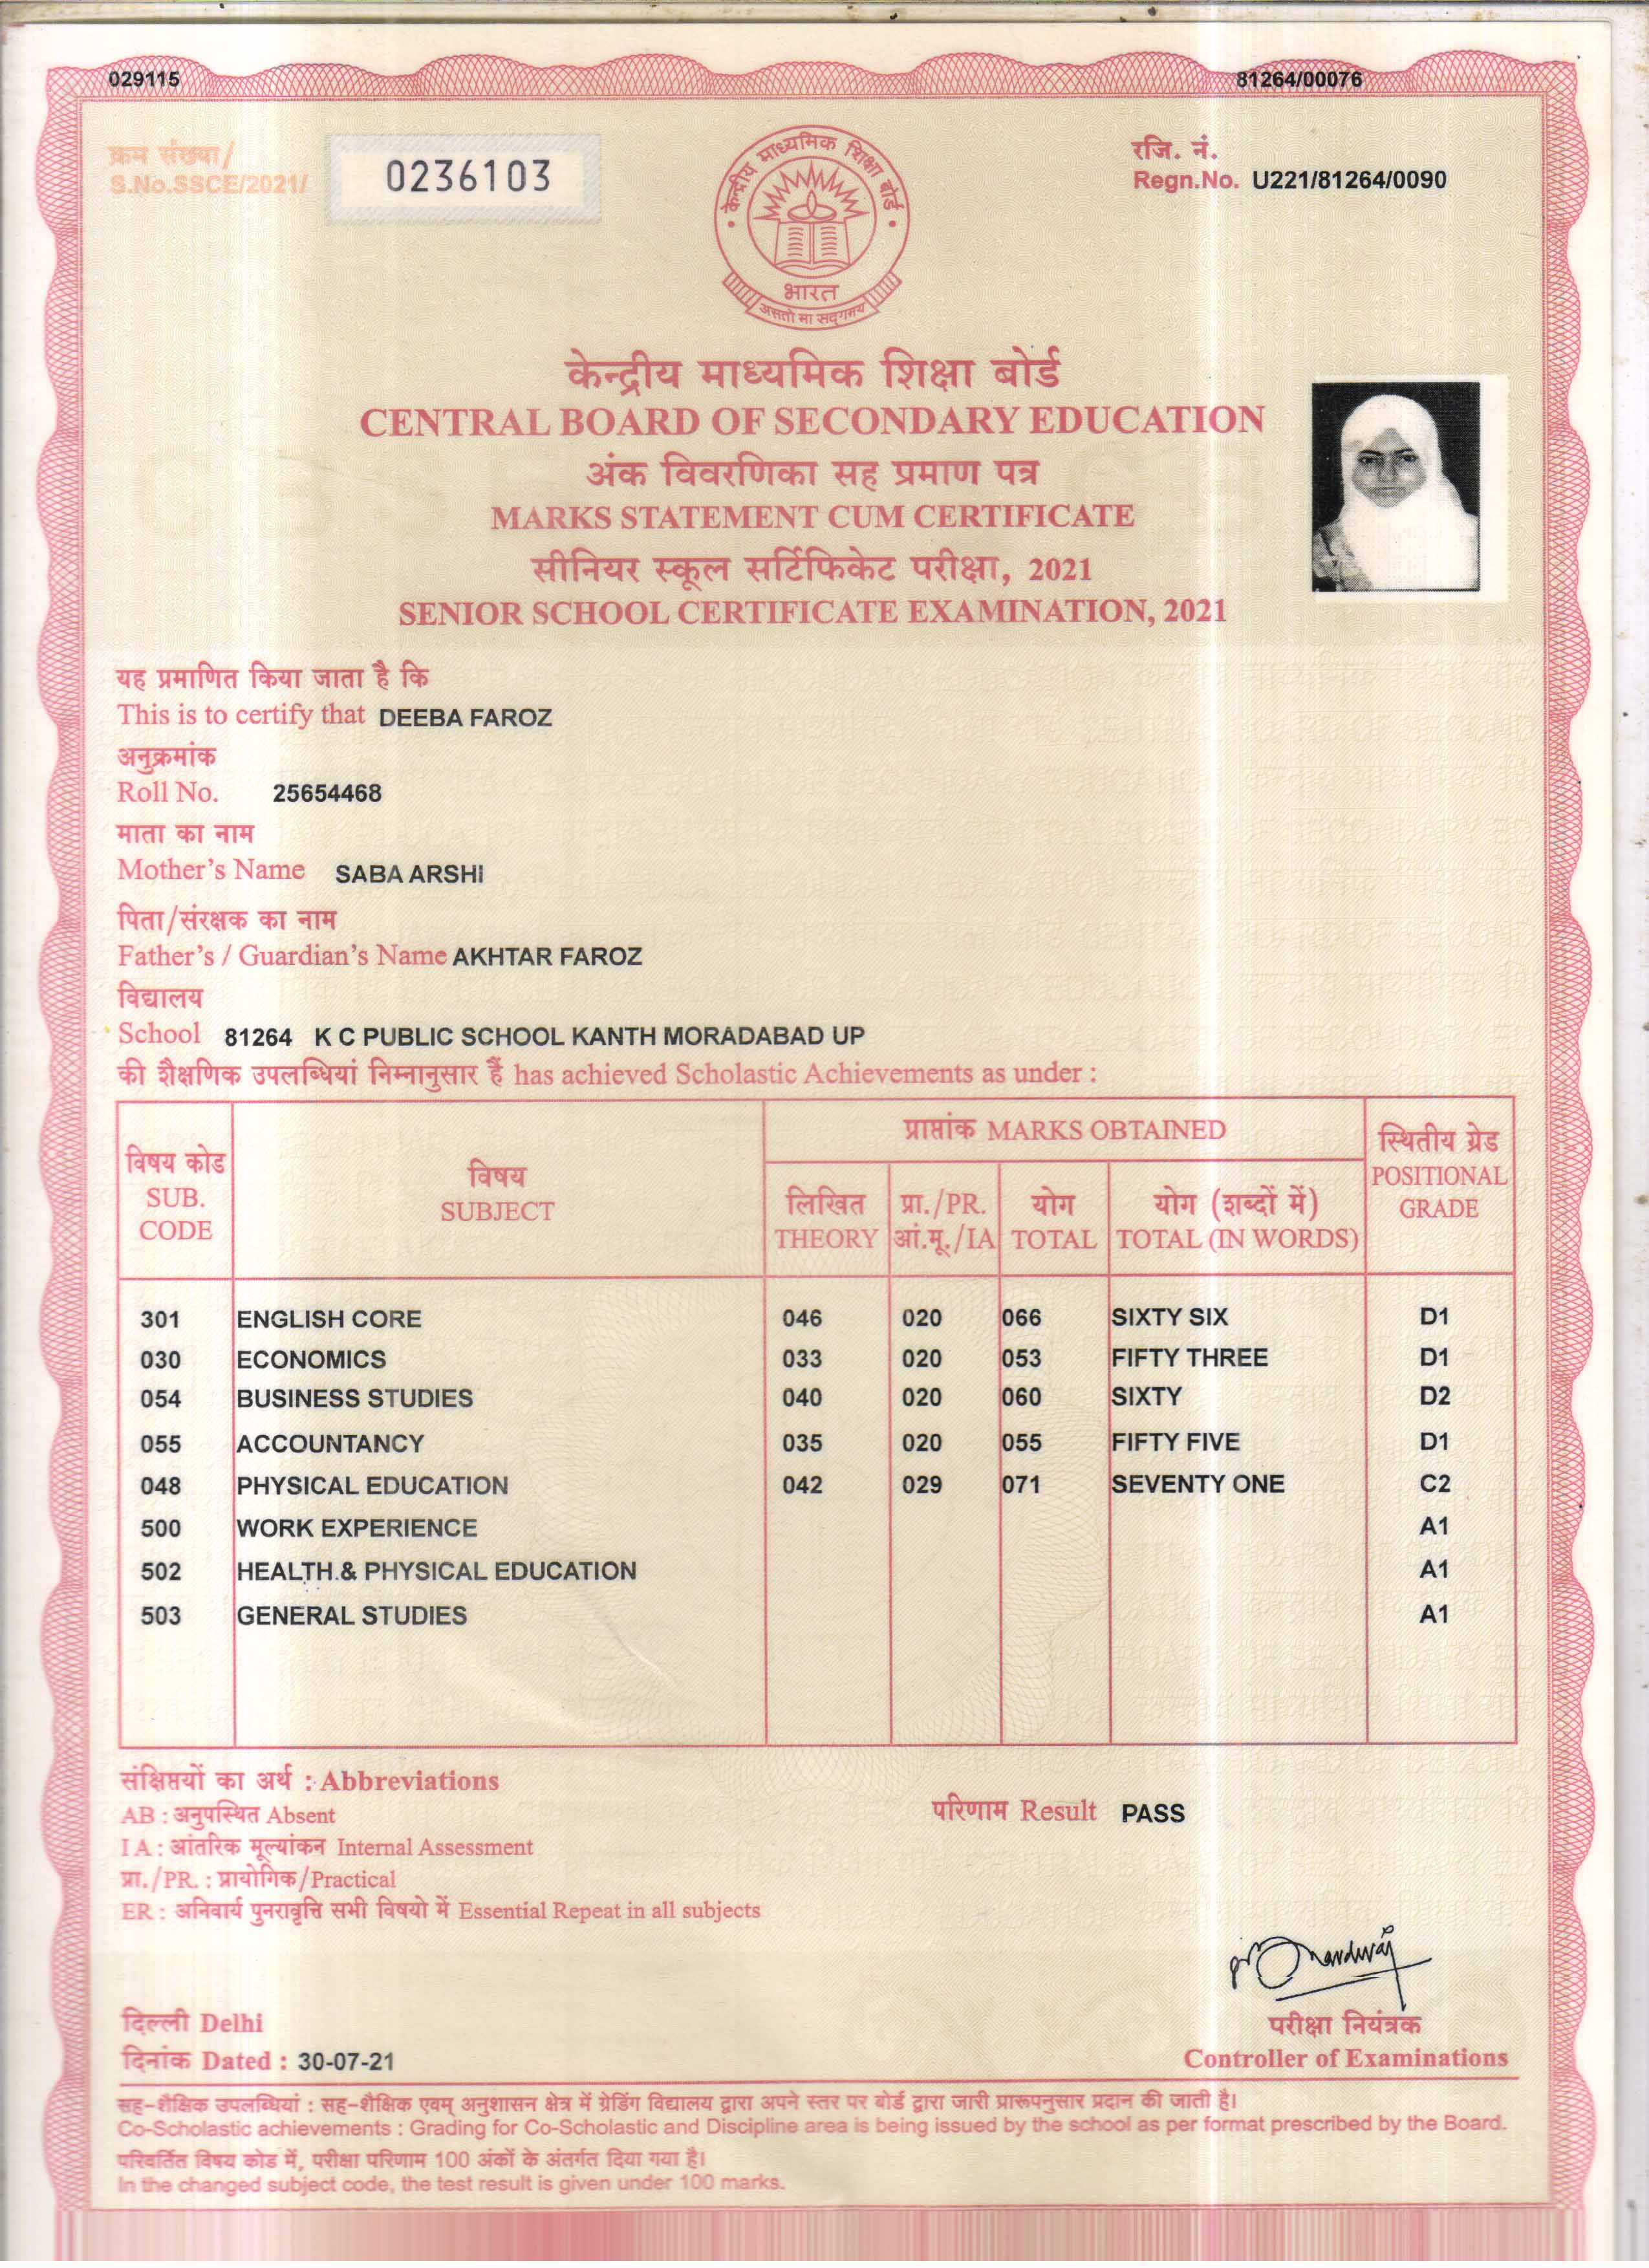 029115
81264/00076
क्रम संख्या/
S.No.SSCE/2021/
0236103
रजि. नं.
Regn.No. U221/81264/0090
केन्द्रीय माध्यमिक शिक्षा बोर्ड
भारत
असतो मा सद्गमय
केन्द्रीय माध्यमिक शिक्षा बोर्ड
CENTRAL BOARD OF SECONDARY EDUCATION
अंक विवरणिका सह प्रमाण पत्र
MARKS STATEMENT CUM CERTIFICATE
सीनियर स्कूल सर्टिफिकेट परीक्षा, 2021
SENIOR SCHOOL CERTIFICATE EXAMINATION, 2021
यह प्रमाणित किया जाता है कि
This is to certify that DEEBA FAROZ
अनुक्रमांक
Roll No. 25654468
माता का नाम
Mother's Name SABA ARSHI
पिता/संरक्षक का नाम
Father's / Guardian's Name AKHTAR FAROZ
विद्यालय
School 81264 K C PUBLIC SCHOOL KANTH MORADABAD UP
की शैक्षणिक उपलब्धियां निम्नानुसार हैं has achieved Scholastic Achievements as under :
विषय कोड
SUB.
CODE
विषय
SUBJECT
प्राप्तांक MARKS OBTAINED
लिखित
THEORY
प्रा./PR.
आं.मू./IA
योग
TOTAL
योग (शब्दों में)
TOTAL (IN WORDS)
स्थितीय ग्रेड
POSITIONAL
GRADE
301 ENGLISH CORE 046 020 066 SIXTY SIX D1
030 ECONOMICS 033 020 053 FIFTY THREE D1
054 BUSINESS STUDIES 040 020 060 SIXTY D2
055 ACCOUNTANCY 035 020 055 FIFTY FIVE D1
048 PHYSICAL EDUCATION 042 029 071 SEVENTY ONE C2
500 WORK EXPERIENCE A1
502 HEALTH & PHYSICAL EDUCATION A1
503 GENERAL STUDIES A1
संक्षिप्तयों का अर्थ : Abbreviations
AB : अनुपस्थित Absent
I A : आंतरिक मूल्यांकन Internal Assessment
प्रा./PR. : प्रायोगिक/Practical
ER : अनिवार्य पुनरावृत्ति सभी विषयो में Essential Repeat in all subjects
परिणाम Result PASS
दिल्ली Delhi
दिनांक Dated : 30-07-21
परीक्षा नियंत्रक
Controller of Examinations
सह-शैक्षिक उपलब्धियां : सह-शैक्षिक एवम् अनुशासन क्षेत्र में ग्रेडिंग विद्यालय द्वारा अपने स्तर पर बोर्ड द्वारा जारी प्रारूपनुसार प्रदान की जाती है।
Co-Scholastic achievements : Grading for Co-Scholastic and Discipline area is being issued by the school as per format prescribed by the Board.
परिवर्तित विषय कोड में, परीक्षा परिणाम 100 अंकों के अंतर्गत दिया गया है।
In the changed subject code, the test result is given under 100 marks.